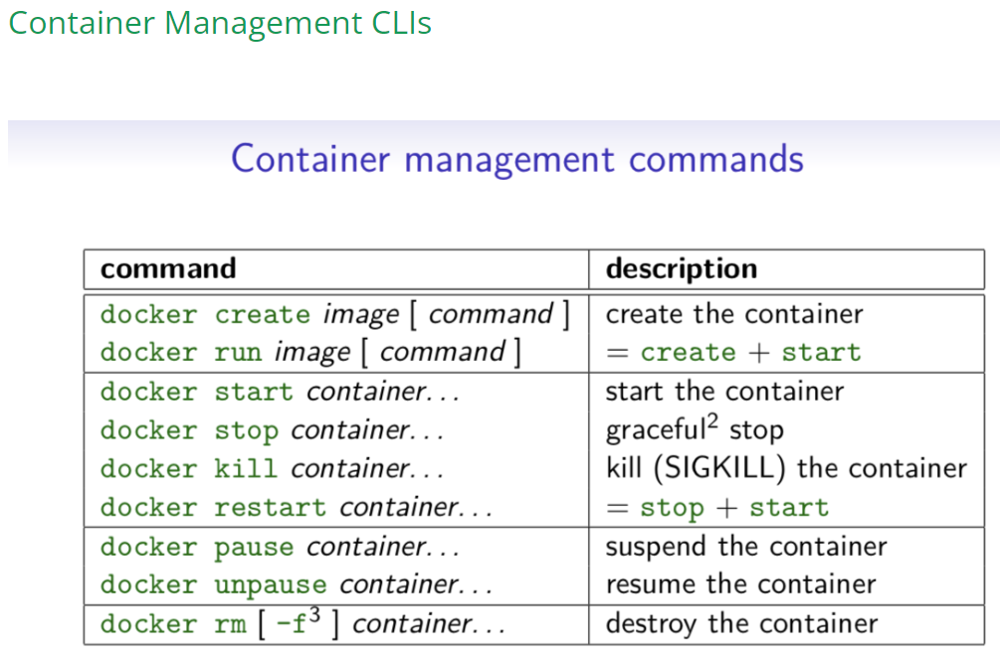 Container Management CLIs
Container management commands
command description
docker create image [ command ] create the container
docker run image [ command ] = create + start
docker start container... start the container
docker stop container... graceful² stop
docker kill container... kill (SIGKILL) the container
docker restart container... = stop + start
docker pause container... suspend the container
docker unpause container... resume the container
docker rm [ -f³ ] container... destroy the container